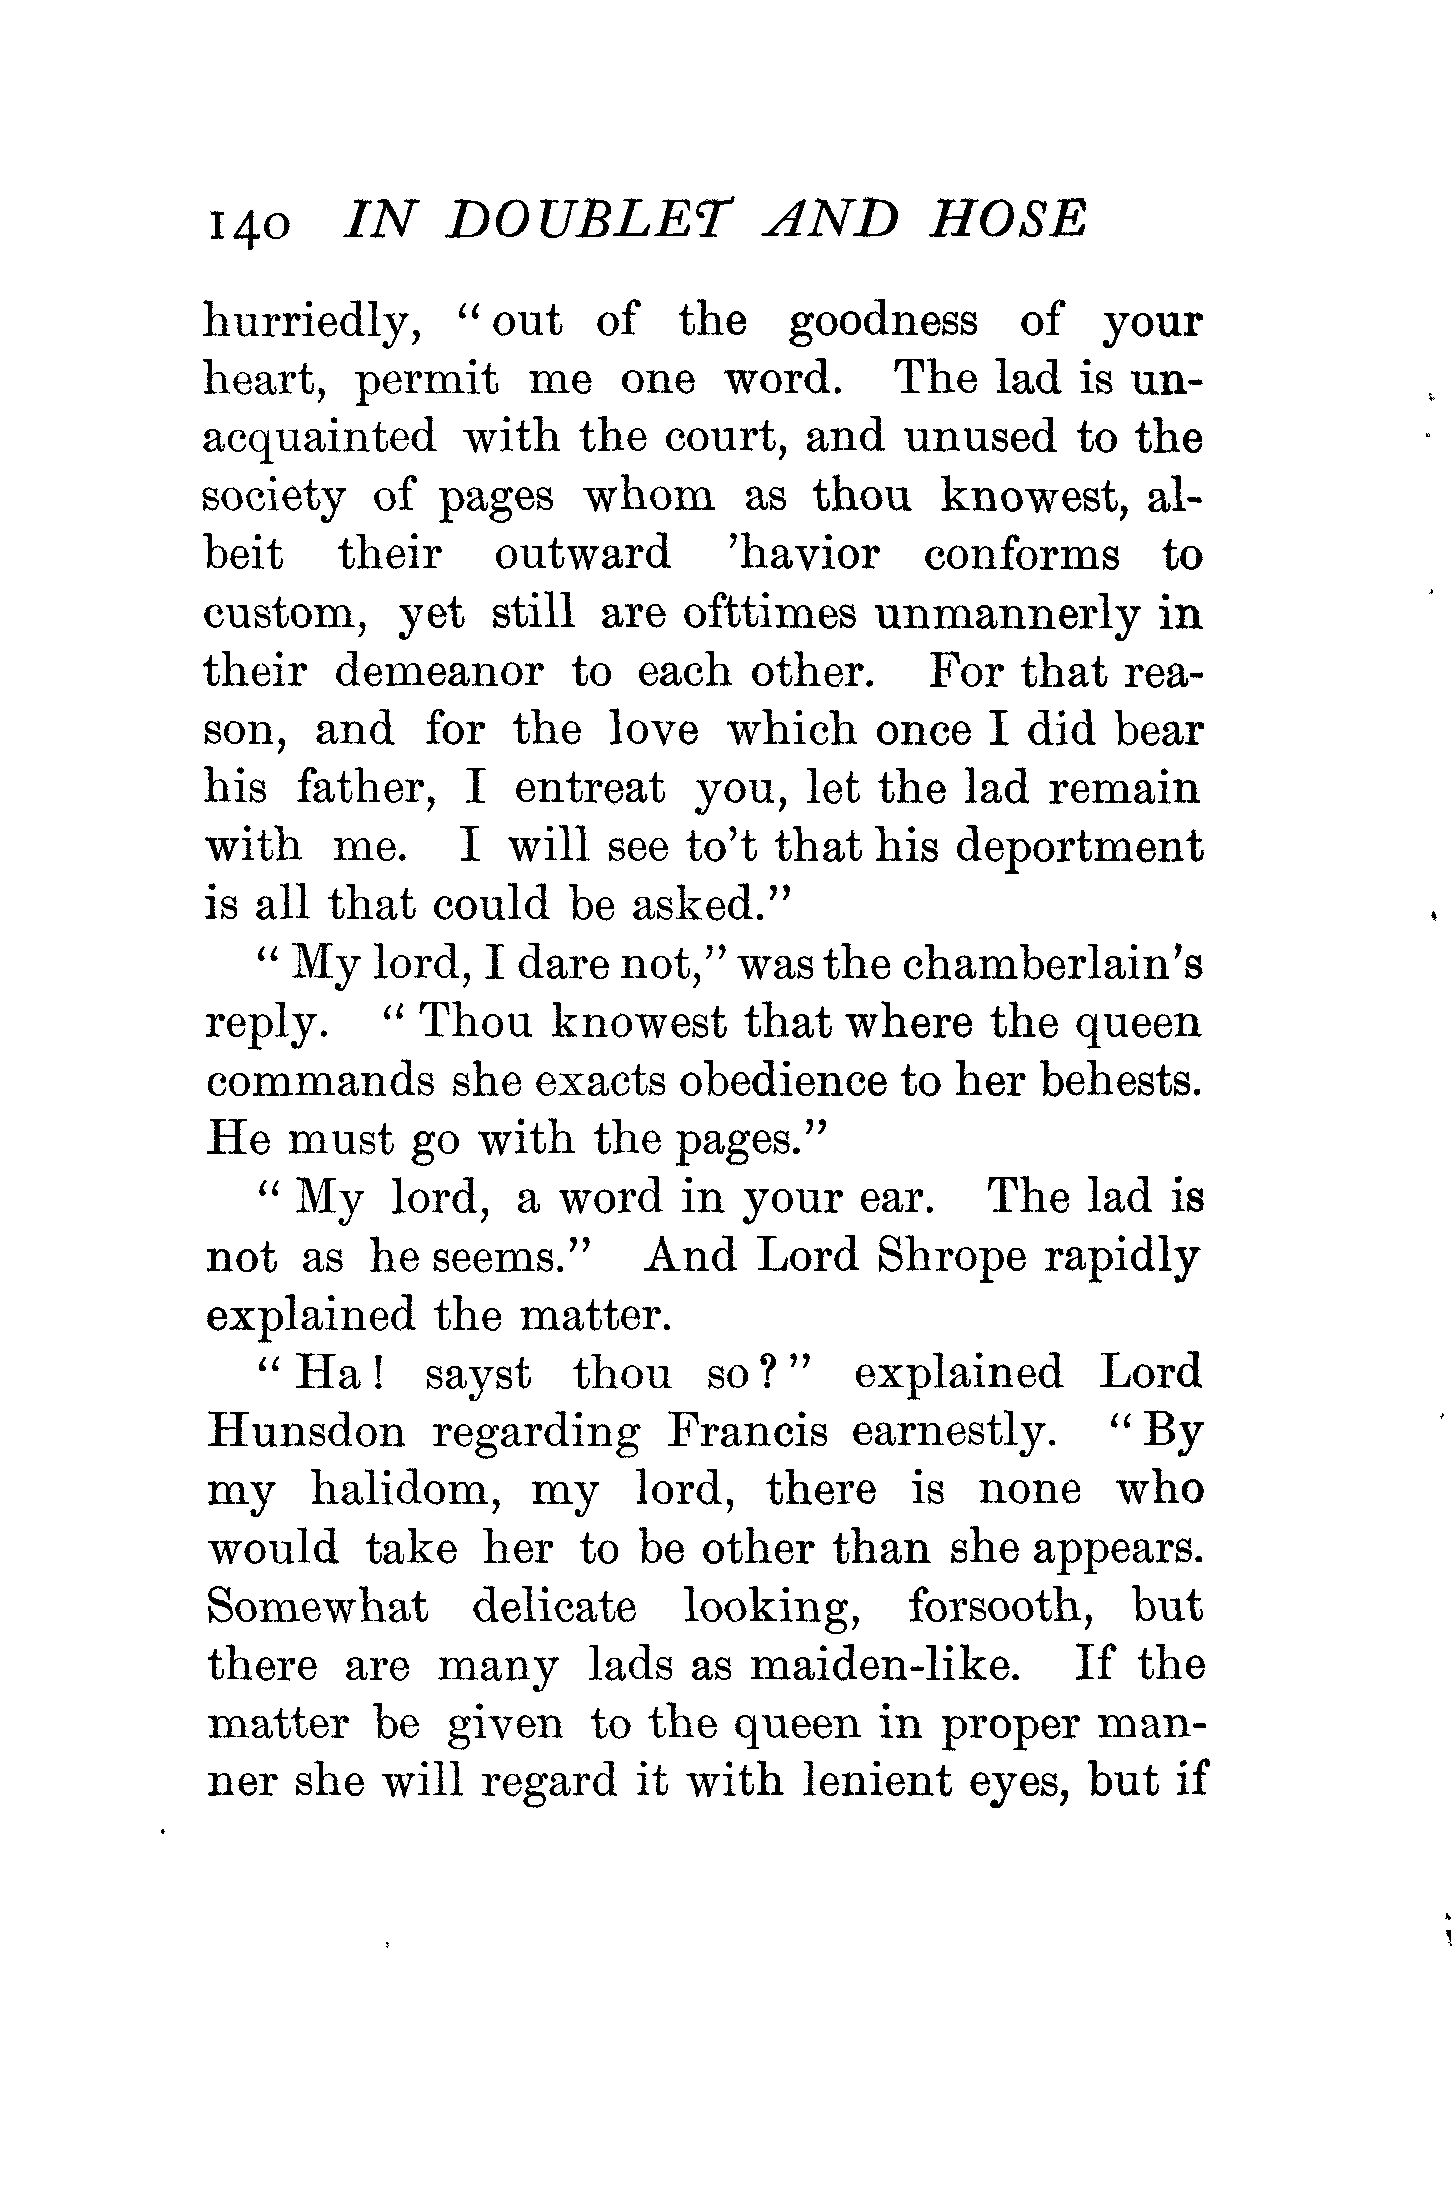 140 IN DOUBLET AND HOSE
hurriedly, “ out of the goodness of your
heart, permit me one word. The lad is un-
acquainted with the court, and unused to the
society of pages whom as thou knowest, al-
beit their outward ’havior conforms to
custom, yet still are ofttimes unmannerly in
their demeanor to each other. For that rea-
son, and for the love which once I did bear
his father, I entreat you, let the lad remain
with me. I will see to’t that his deportment
is all that could be asked.”
“ My lord, I dare not,” was the chamberlain’s
reply. “ Thou knowest that where the queen
commands she exacts obedience to her behests.
He must go with the pages.”
“ My lord, a word in your ear. The lad is
not as he seems.” And Lord Shrope rapidly
explained the matter.
“ Ha ! sayst thou so ? ” explained Lord
Hunsdon regarding Francis earnestly. “ By
my halidom, my lord, there is none who
would take her to be other than she appears.
Somewhat delicate looking, forsooth, but
there are many lads as maiden-like. If the
matter be given to the queen in proper man-
ner she will regard it with lenient eyes, but if